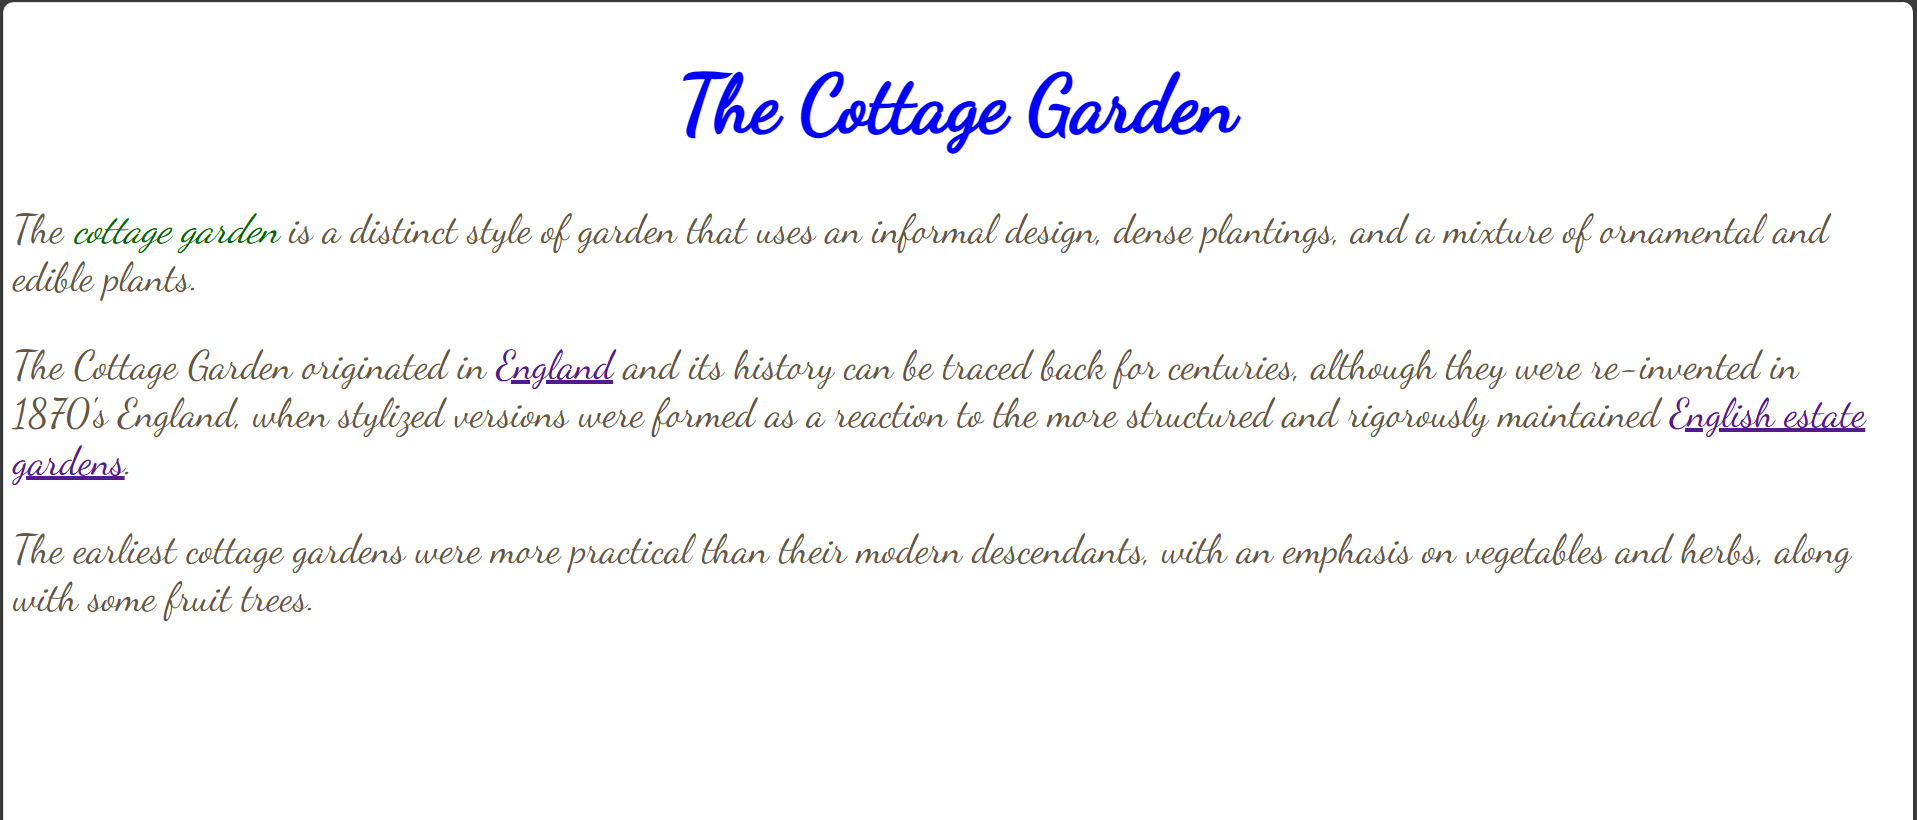 The Cottage Garden
The cottage garden is a distinct style of garden that uses an informal design, dense plantings, and a mixture of ornamental and
edible plants.
The Cottage Garden originated in England and its history can be traced back for centuries, although they were re-invented in
1870's England, when stylized versions were formed as a reaction to the more structured and rigorously maintained English estate
gardens.
The earliest cottage gardens were more practical than their modern descendants, with an emphasis on vegetables and herbs, along
with some fruit trees.